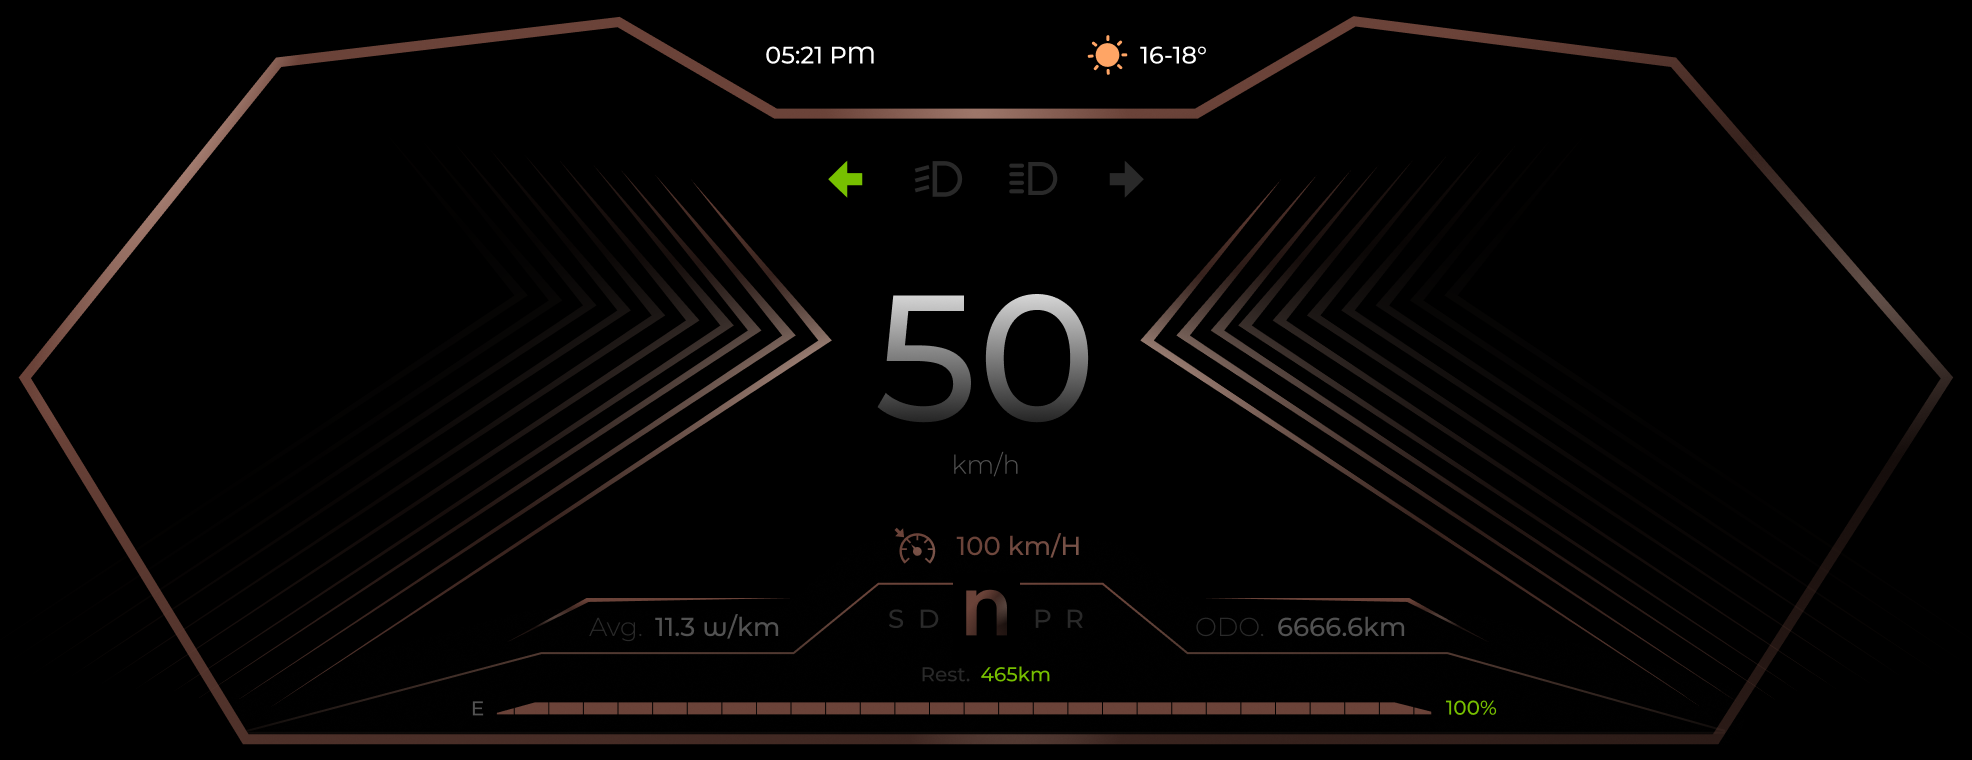 05:21 Pm
16-18°
50
km/h
100 km/H
S D n P R
Avg. 11.3 w/km
ODO. 6666.6km
Rest. 465km
E
100%